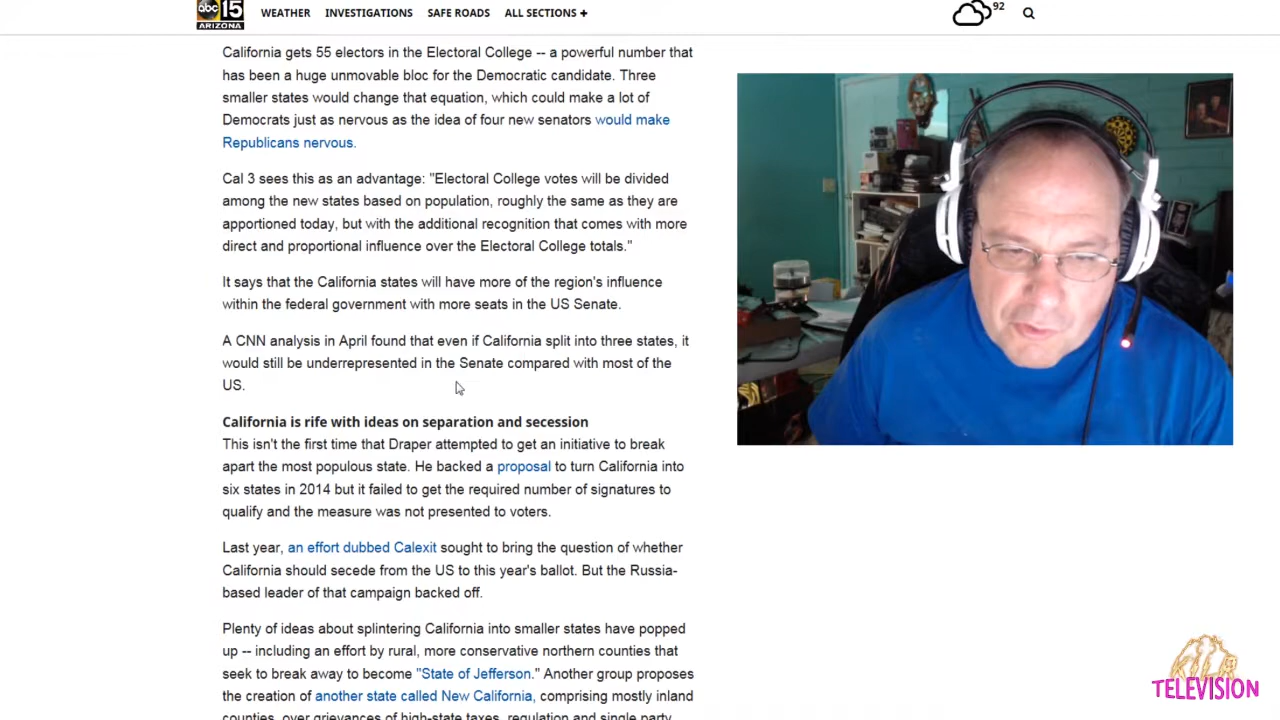 abc 15
ARIZONA
WEATHER INVESTIGATIONS SAFE ROADS ALL SECTIONS +
92
California gets 55 electors in the Electoral College -- a powerful number that
has been a huge unmovable bloc for the Democratic candidate. Three
smaller states would change that equation, which could make a lot of
Democrats just as nervous as the idea of four new senators would make
Republicans nervous.
Cal 3 sees this as an advantage: "Electoral College votes will be divided
among the new states based on population, roughly the same as they are
apportioned today, but with the additional recognition that comes with more
direct and proportional influence over the Electoral College totals."
It says that the California states will have more of the region's influence
within the federal government with more seats in the US Senate.
A CNN analysis in April found that even if California split into three states, it
would still be underrepresented in the Senate compared with most of the
US.
California is rife with ideas on separation and secession
This isn't the first time that Draper attempted to get an initiative to break
apart the most populous state. He backed a proposal to turn California into
six states in 2014 but it failed to get the required number of signatures to
qualify and the measure was not presented to voters.
Last year, an effort dubbed Calexit sought to bring the question of whether
California should secede from the US to this year's ballot. But the Russia-
based leader of that campaign backed off.
Plenty of ideas about splintering California into smaller states have popped
up -- including an effort by rural, more conservative northern counties that
seek to break away to become "State of Jefferson." Another group proposes
the creation of another state called New California, comprising mostly inland
counties, over grievances of high-state taxes, regulation and single party
KILR
TELEVISION